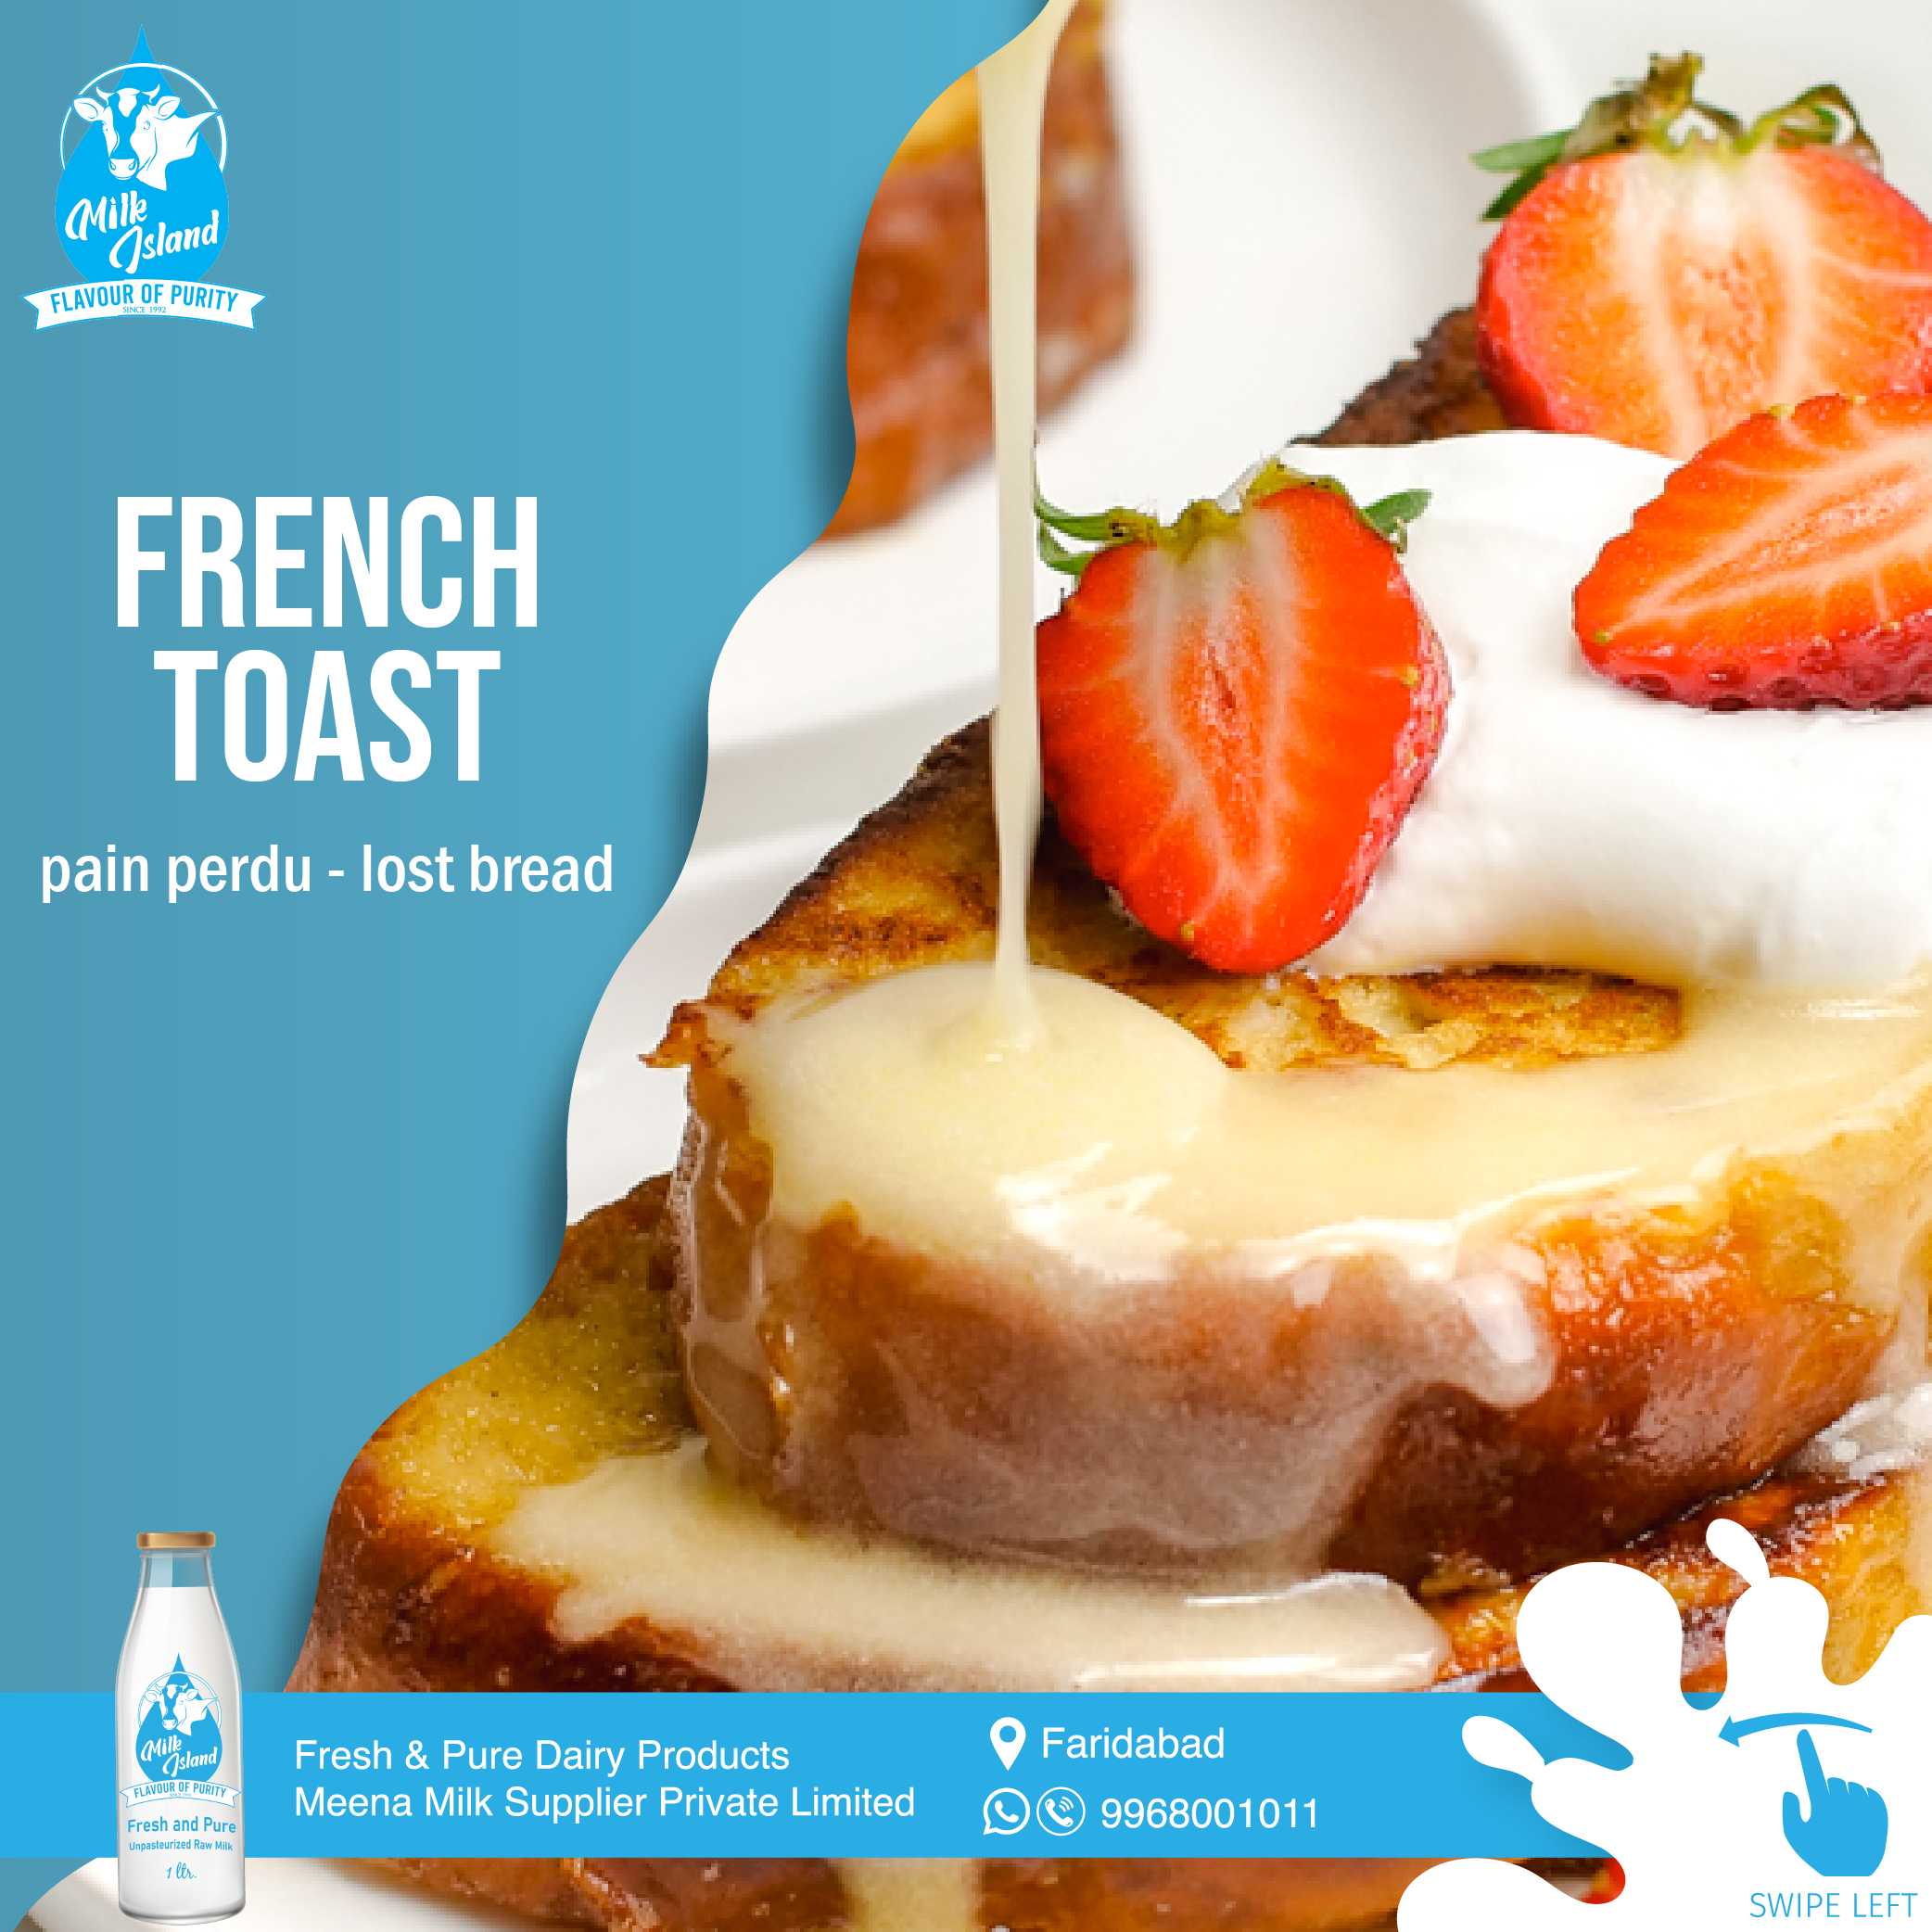 Milk
Island
FLAVOUR OF PURITY
SINCE 1992
FRENCH
TOAST
pain perdu - lost bread
Milk
Island
FLAVOUR OF PURITY
Fresh and Pure
Unpasteurized Raw Milk
1 ltr.
Fresh & Pure Dairy Products
Meena Milk Supplier Private Limited
Faridabad
9968001011
SWIPE LEFT